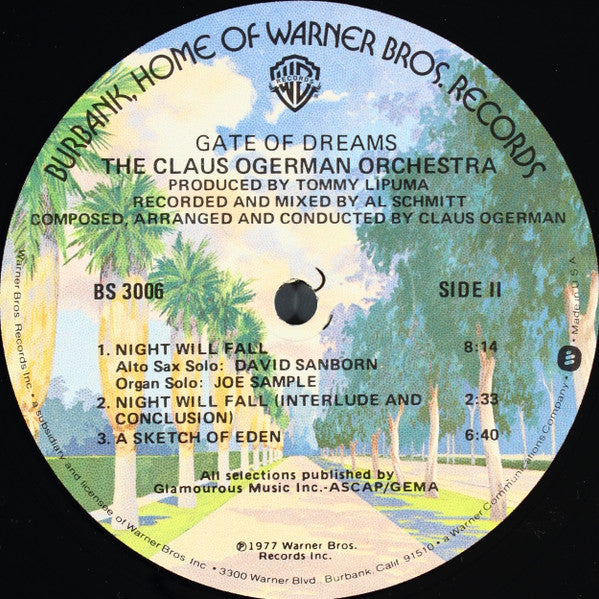 BURBANK, HOME OF WARNER BROS. RECORDS
WB
RECORDS
GATE OF DREAMS
THE CLAUS OGERMAN ORCHESTRA
PRODUCED BY TOMMY LIPUMA
RECORDED AND MIXED BY AL SCHMITT
COMPOSED, ARRANGED AND CONDUCTED BY CLAUS OGERMAN
BS 3006
SIDE II
1. NIGHT WILL FALL 8:14
Alto Sax Solo: DAVID SANBORN
Organ Solo: JOE SAMPLE
2. NIGHT WILL FALL (INTERLUDE AND 2:33
CONCLUSION)
3. A SKETCH OF EDEN 6:40
All selections published by
Glamourous Music Inc.-ASCAP/GEMA
℗1977 Warner Bros.
Records Inc.
Warner Bros. Records Inc. • a subsidiary and licensee of Warner Bros. Inc. • 3300 Warner Blvd., Burbank, Calif. 91510 • a Warner Communications Company • Made in U.S.A.